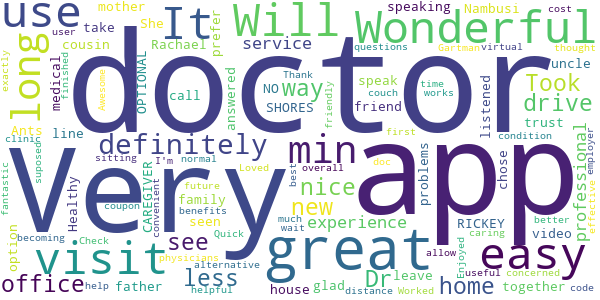 mother
speaking
Nambusi
cost
use
It
Will
Wonderful
She
prefer
user
take
cousin
Rachael
service
questions
Gartman
virtual
thought
exactly
long
finished
medical
Awesome
OPTIONAL
doctor
uncle
Thank
couch
time
works
call
answered
NO
way
speak
friendly
listened
Took
SHORES
friend
drive
Ants
line
trust
employer
clinic
supposed
definitely
min
first
chose
condition
professional
Very
app
sitting
I'm
overall
doc
fantastic
Healthy
normal
nice
best
problems
CAREGIVER
convenient
future
Loved
new
better
effective
coupon
family
experience
RICKEY
caring
becoming
benefits
seen
much
option
visit
Check
Quick
great
wait
see
video
easy
physicians
allow
Enjoyed
alternative
Dr
leave
useful
concerned
office
less
house
glad
distance
Worked
home
together
code
help
father
helpful